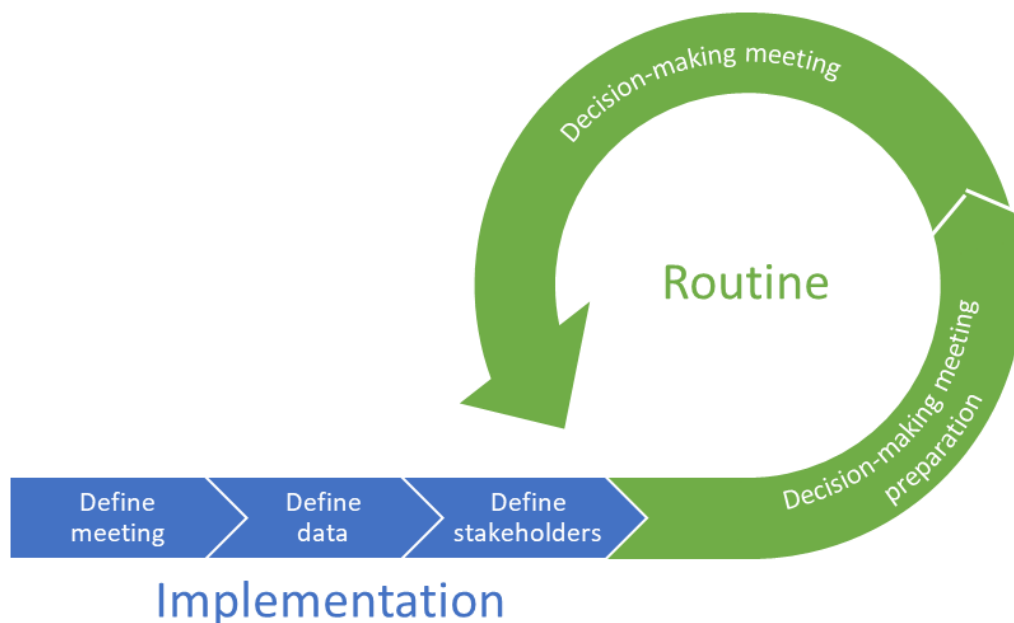 Define
meeting
Define
data
Define
stakeholders
Implementation
Decision-making meeting
preparation
Decision-making meeting
Routine